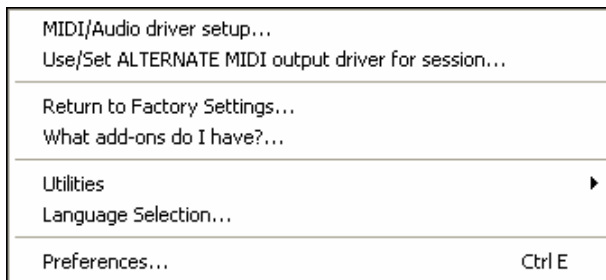 MIDI/Audio driver setup...
Use/Set ALTERNATE MIDI output driver for session...
Return to Factory Settings...
What add-ons do I have?...
Utilities
Language Selection...
Preferences... Ctrl E